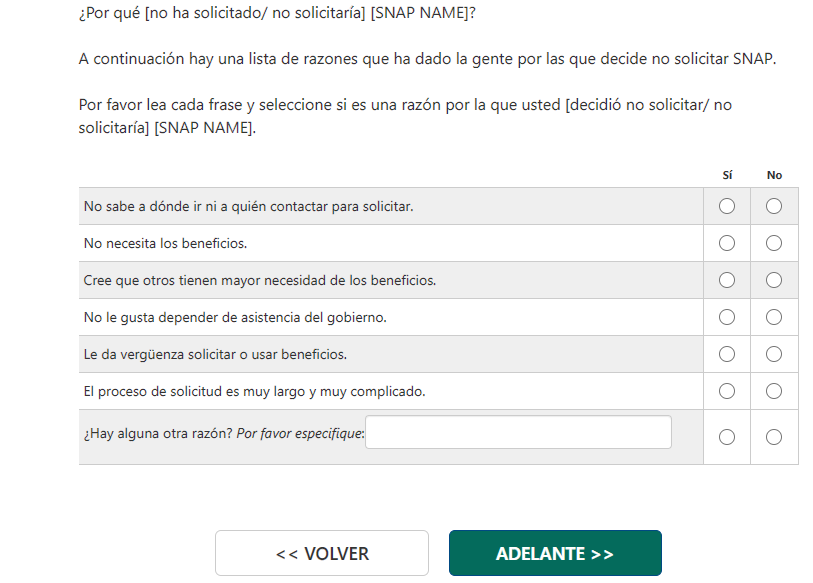 ¿Por qué [no ha solicitado/ no solicitaría] [SNAP NAME]?
A continuación hay una lista de razones que ha dado la gente por las que decide no solicitar SNAP.
Por favor lea cada frase y seleccione si es una razón por la que usted [decidió no solicitar/ no
solicitaría] [SNAP NAME].
Sí No
No sabe a dónde ir ni a quién contactar para solicitar.
No necesita los beneficios.
Cree que otros tienen mayor necesidad de los beneficios.
No le gusta depender de asistencia del gobierno.
Le da vergüenza solicitar o usar beneficios.
El proceso de solicitud es muy largo y muy complicado.
¿Hay alguna otra razón? Por favor especifique:
<< VOLVER ADELANTE >>